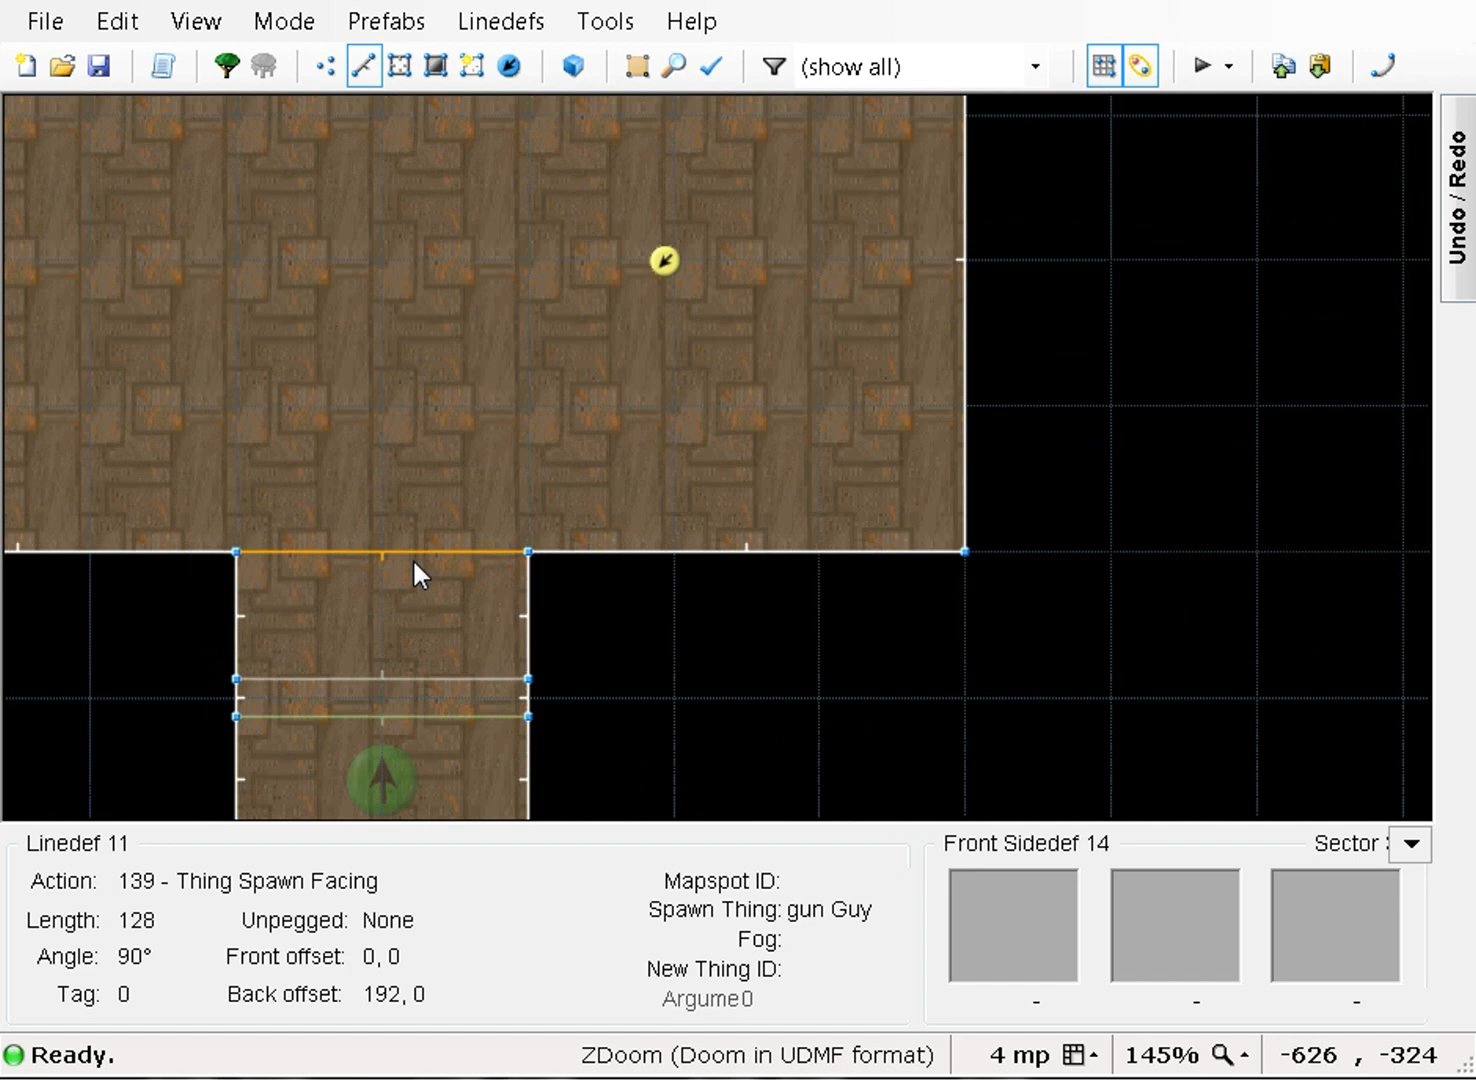 File Edit View Mode Prefabs Linedefs Tools Help
(show all)
Undo / Redo
Linedef 11
Action: 139 - Thing Spawn Facing
Length: 128 Unpegged: None
Angle: 90° Front offset: 0, 0
Tag: 0 Back offset: 192, 0
Mapspot ID:
Spawn Thing: gun Guy
Fog:
New Thing ID:
Argume0
Front Sidedef 14 Sector
- - -
Ready. ZDoom (Doom in UDMF format) 4 mp 145% -626 , -324